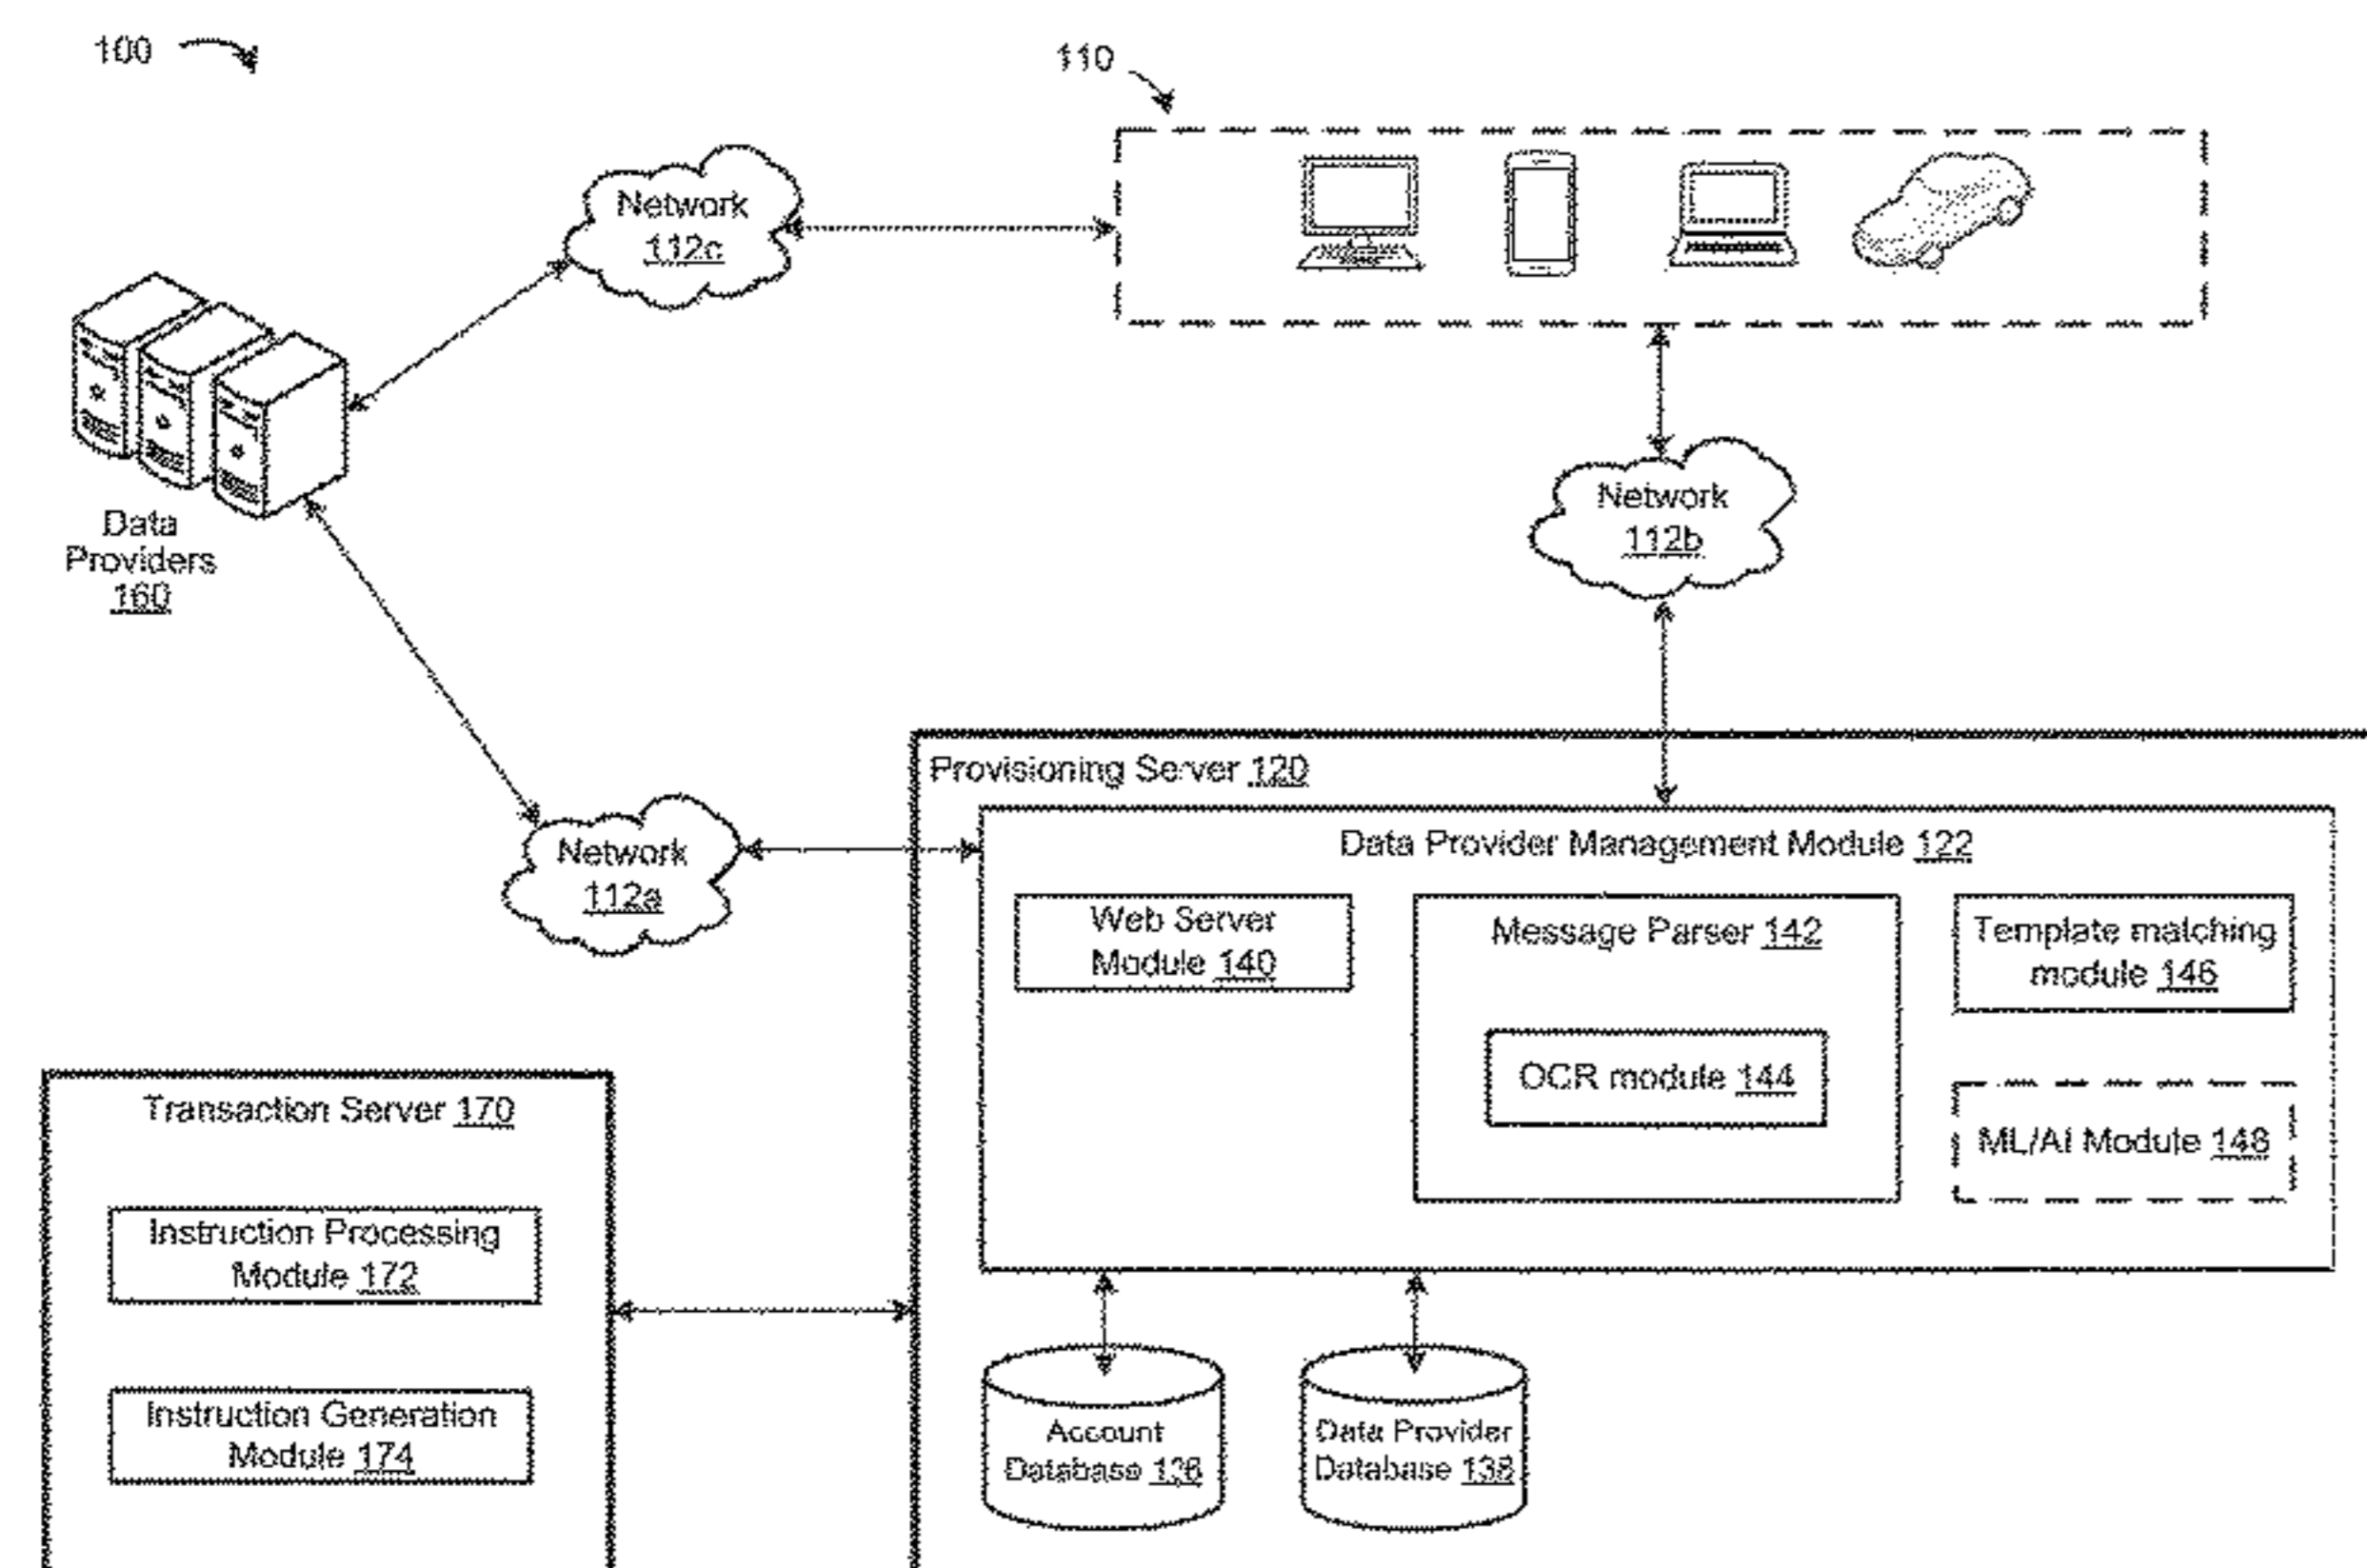 100
110
Network
112c
Data
Providers
160
Network
112b
Network
112a
Provisioning Server 120
Data Provider Management Module 122
Web Server
Module 140
Message Parser 142
OCR module 144
Template matching
module 146
ML/AI Module 148
Transaction Server 170
Instruction Processing
Module 172
Instruction Generation
Module 174
Account
Database 136
Data Provider
Database 138